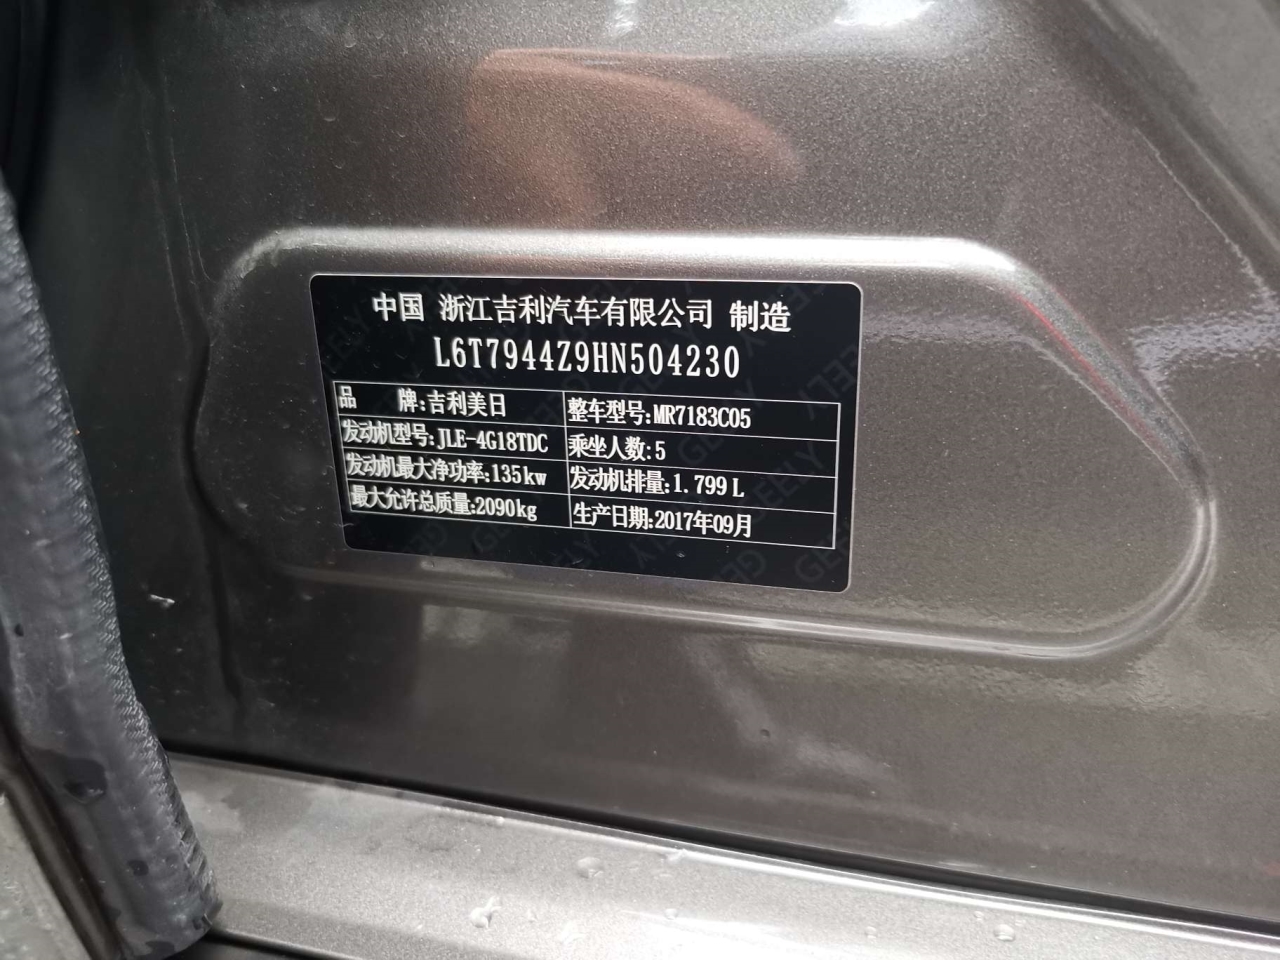 中国 浙江吉利汽车有限公司 制造
L6T7944Z9HN504230
品 牌:吉利美日 整车型号:MR7183C05
发动机型号:JLE-4G18TDC 乘坐人数:5
发动机最大净功率:135kw 发动机排量:1.799L
最大允许总质量:2090kg 生产日期:2017年09月